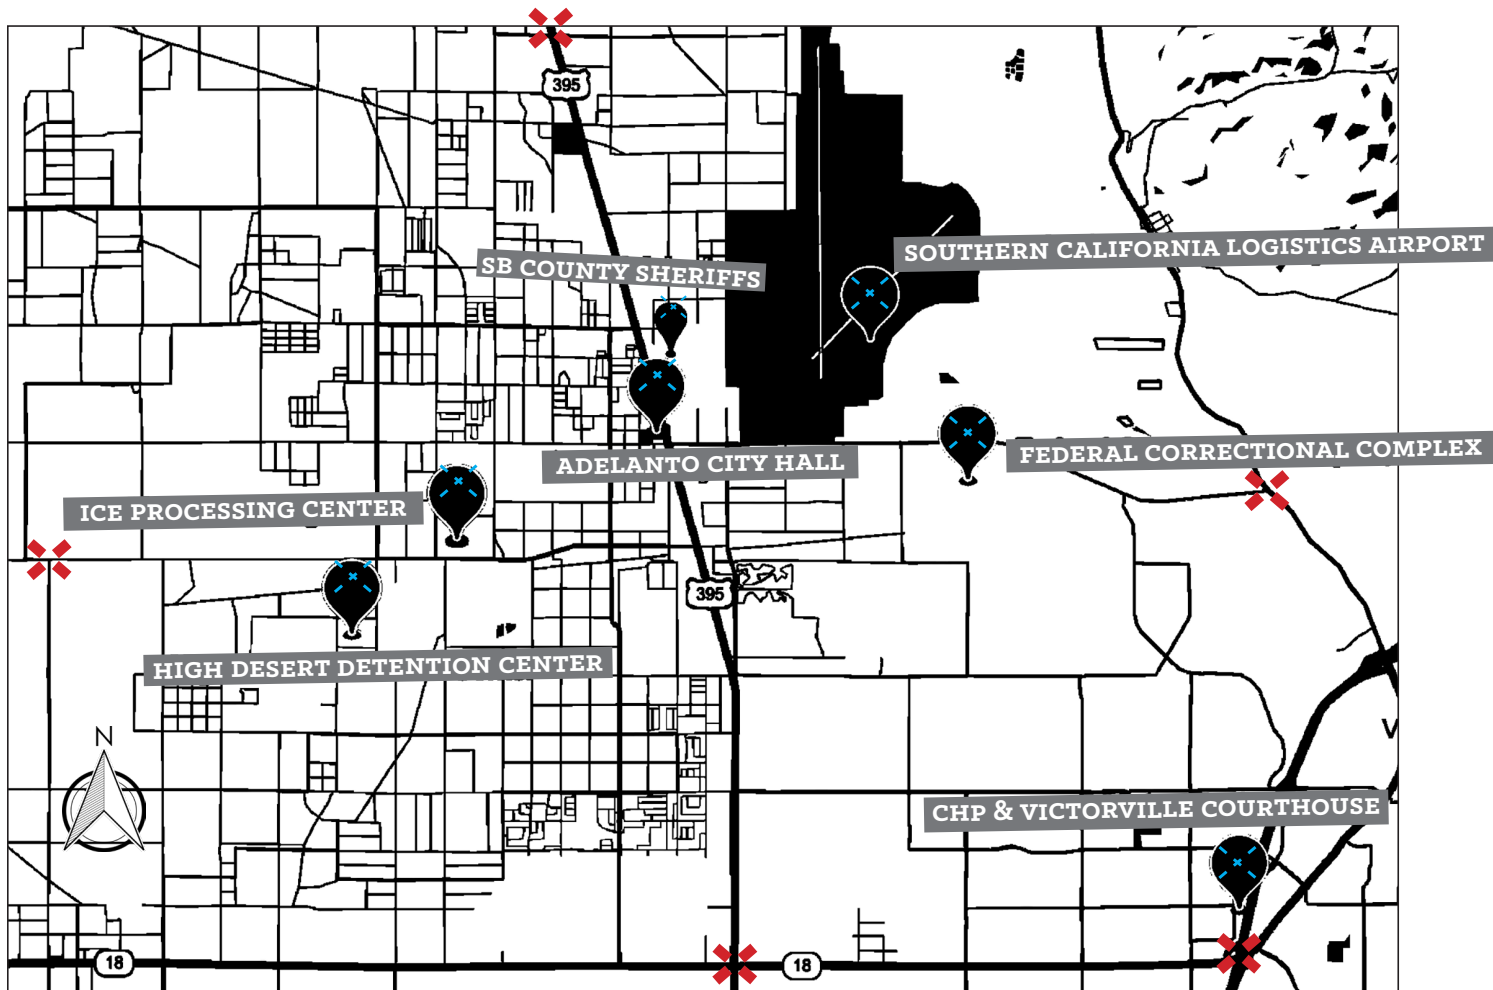 395
SOUTHERN CALIFORNIA LOGISTICS AIRPORT
SB COUNTY SHERIFFS
FEDERAL CORRECTIONAL COMPLEX
ADELANTO CITY HALL
ICE PROCESSING CENTER
395
HIGH DESERT DETENTION CENTER
N
V
CHP & VICTORVILLE COURTHOUSE
18
18